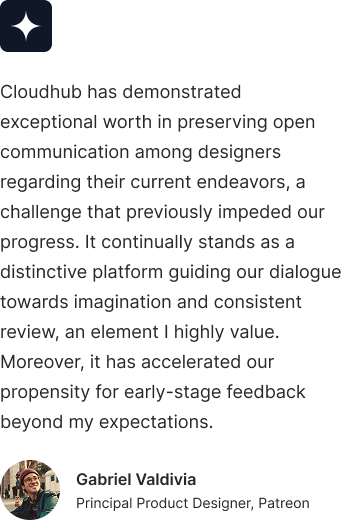 Cloudhub has demonstrated
exceptional worth in preserving open
communication among designers
regarding their current endeavors, a
challenge that previously impeded our
progress. It continually stands as a
distinctive platform guiding our dialogue
towards imagination and consistent
review, an element I highly value.
Moreover, it has accelerated our
propensity for early-stage feedback
beyond my expectations.
Gabriel Valdivia
Principal Product Designer, Patreon